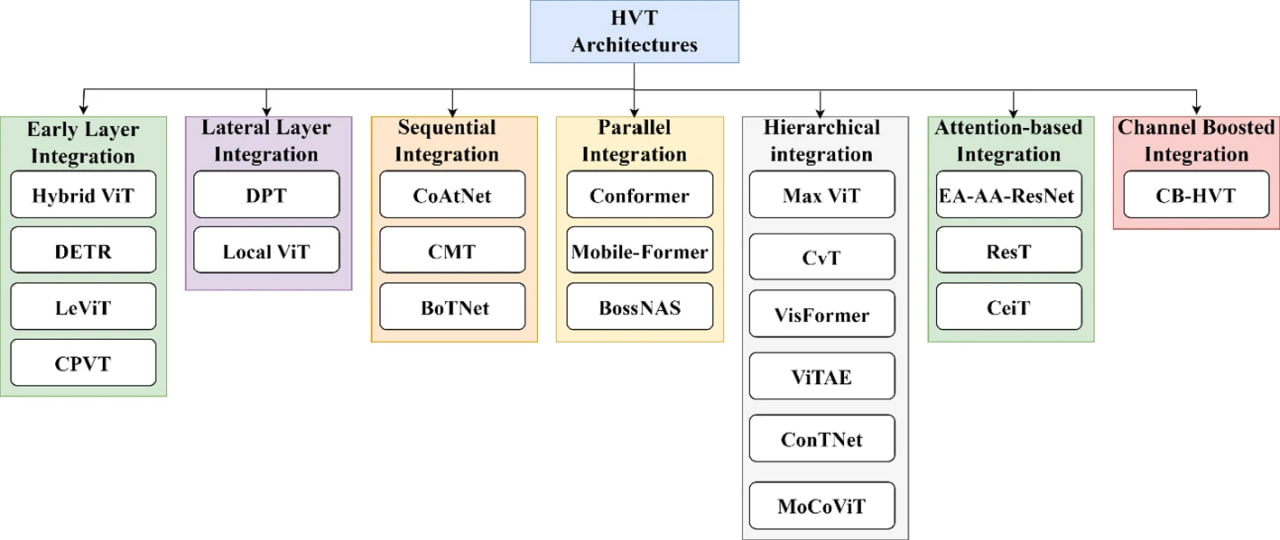 HVT
Architectures
Early Layer
Integration
Hybrid ViT
DETR
LeViT
CPVT
Lateral Layer
Integration
DPT
Local ViT
Sequential
Integration
CoAtNet
CMT
BoTNet
Parallel
Integration
Conformer
Mobile-Former
BossNAS
Hierarchical
integration
Max ViT
CvT
VisFormer
ViTAE
ConTNet
MoCoViT
Attention-based
Integration
EA-AA-ResNet
ResT
CeiT
Channel Boosted
Integration
CB-HVT